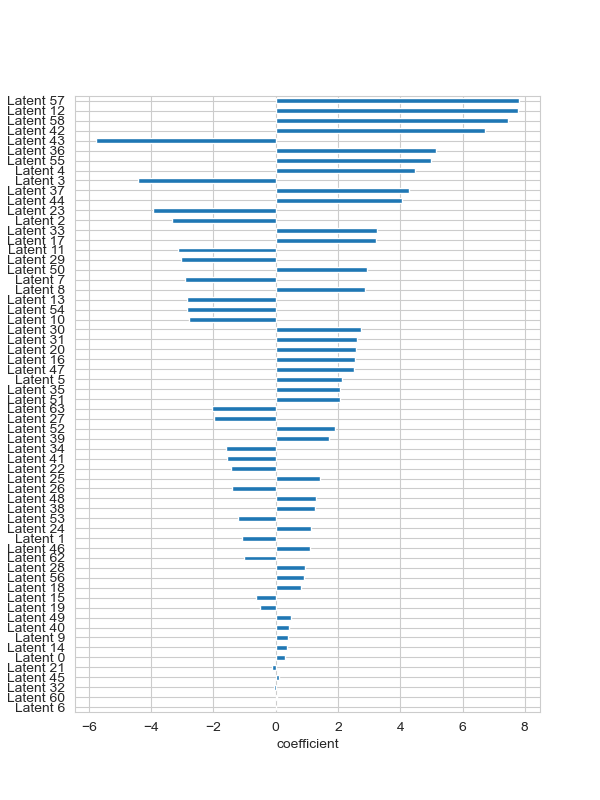 Latent 57
Latent 12
Latent 58
Latent 42
Latent 43
Latent 36
Latent 55
Latent 4
Latent 3
Latent 37
Latent 44
Latent 23
Latent 2
Latent 33
Latent 17
Latent 11
Latent 29
Latent 50
Latent 7
Latent 8
Latent 13
Latent 54
Latent 10
Latent 30
Latent 31
Latent 20
Latent 16
Latent 47
Latent 5
Latent 35
Latent 51
Latent 63
Latent 27
Latent 52
Latent 39
Latent 34
Latent 41
Latent 22
Latent 25
Latent 26
Latent 48
Latent 38
Latent 53
Latent 24
Latent 1
Latent 46
Latent 62
Latent 28
Latent 56
Latent 18
Latent 15
Latent 19
Latent 49
Latent 40
Latent 9
Latent 14
Latent 0
Latent 21
Latent 45
Latent 32
Latent 60
Latent 6
−6 −4 −2 0 2 4 6 8
coefficient